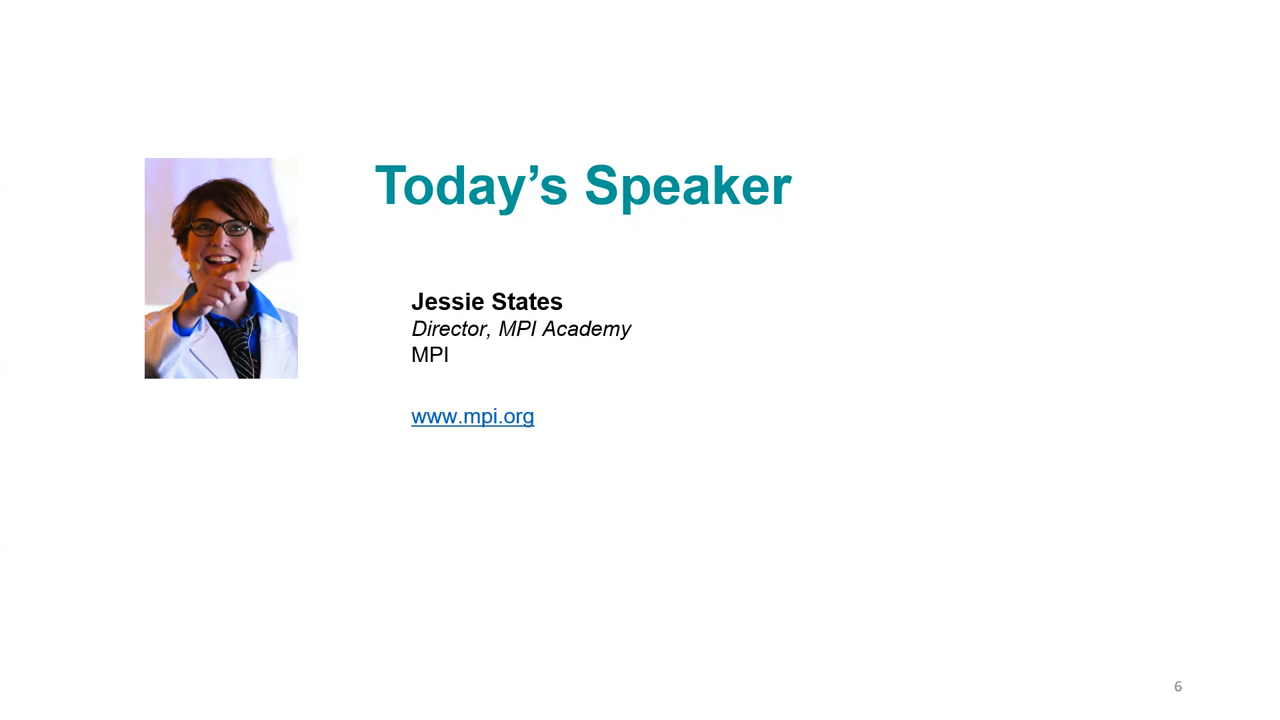 Today’s Speaker
Jessie States
Director, MPI Academy
MPI
www.mpi.org
6